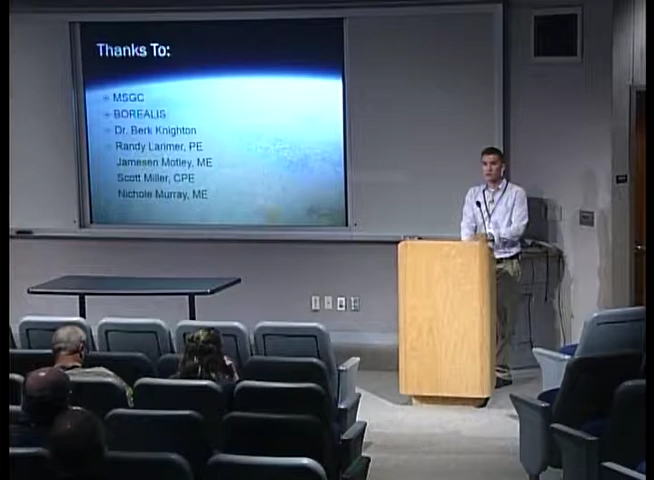 Thanks To:
MSGC
BOREALIS
Dr. Berk Knighton
Randy Larimer, PE
Jamesen Motley, ME
Scott Miller, CPE
Nichole Murray, ME